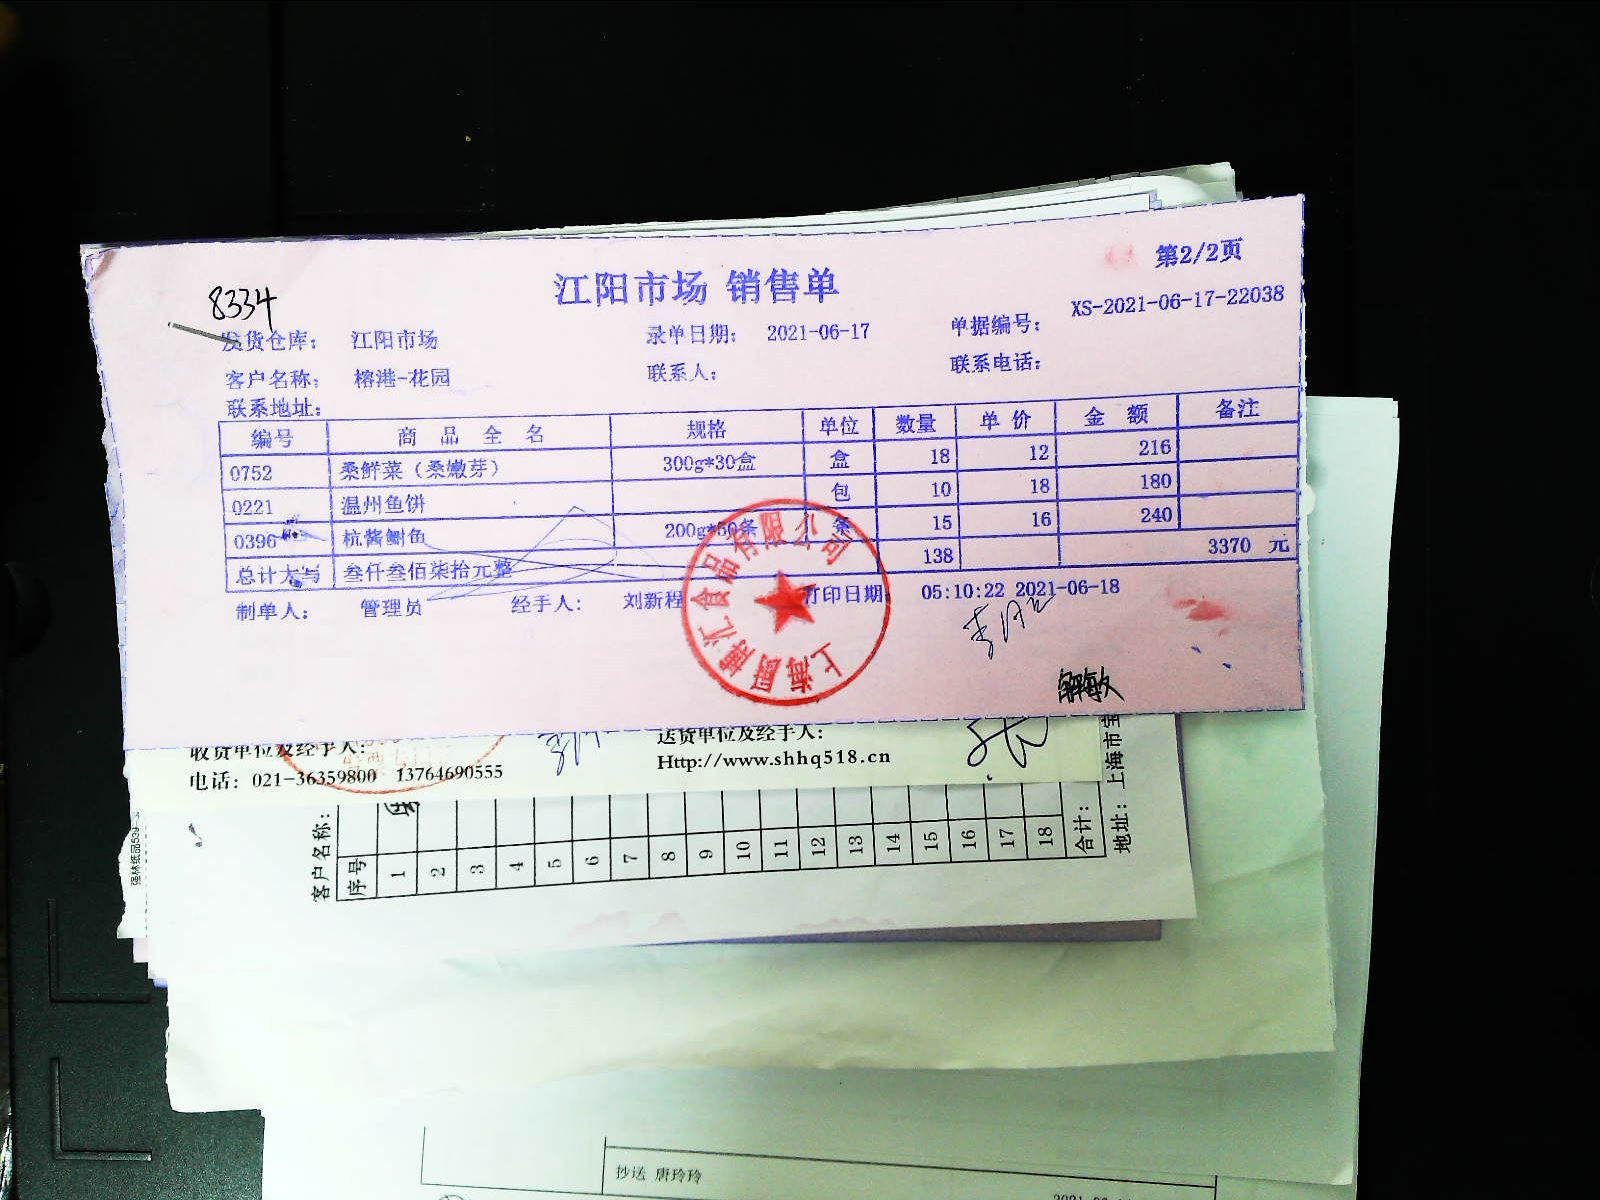 第2/2页
江阳市场 销售单
8334
发货仓库: 江阳市场 录单日期: 2021-06-17 单据编号: XS-2021-06-17-22038
客户名称: 榕港-花园 联系人: 联系电话:
联系地址:
编号 商品全名 规格 单位 数量 单价 金额 备注
0752 桑鲜菜（桑嫩芽） 300g*30盒 盒 18 12 216
0221 温州鱼饼 包 10 18 180
0396 杭酱鲥鱼 200g*50条 条 15 16 240
总计大写 叁仟叁佰柒拾元整 138 3370 元
制单人: 管理员 经手人: 刘新程 打印日期: 05:10:22 2021-06-18
食品有限公司
上海
收货单位及经手人: 送货单位及经手人:
电话: 021-36359800 13764690555 Http://www.shhq518.cn
客户名称:
序号 1 2 3 4 5 6 7 8 9 10 11 12 13 14 15 16 17 18 合计:
地址: 上海市宝
抄送 唐玲玲